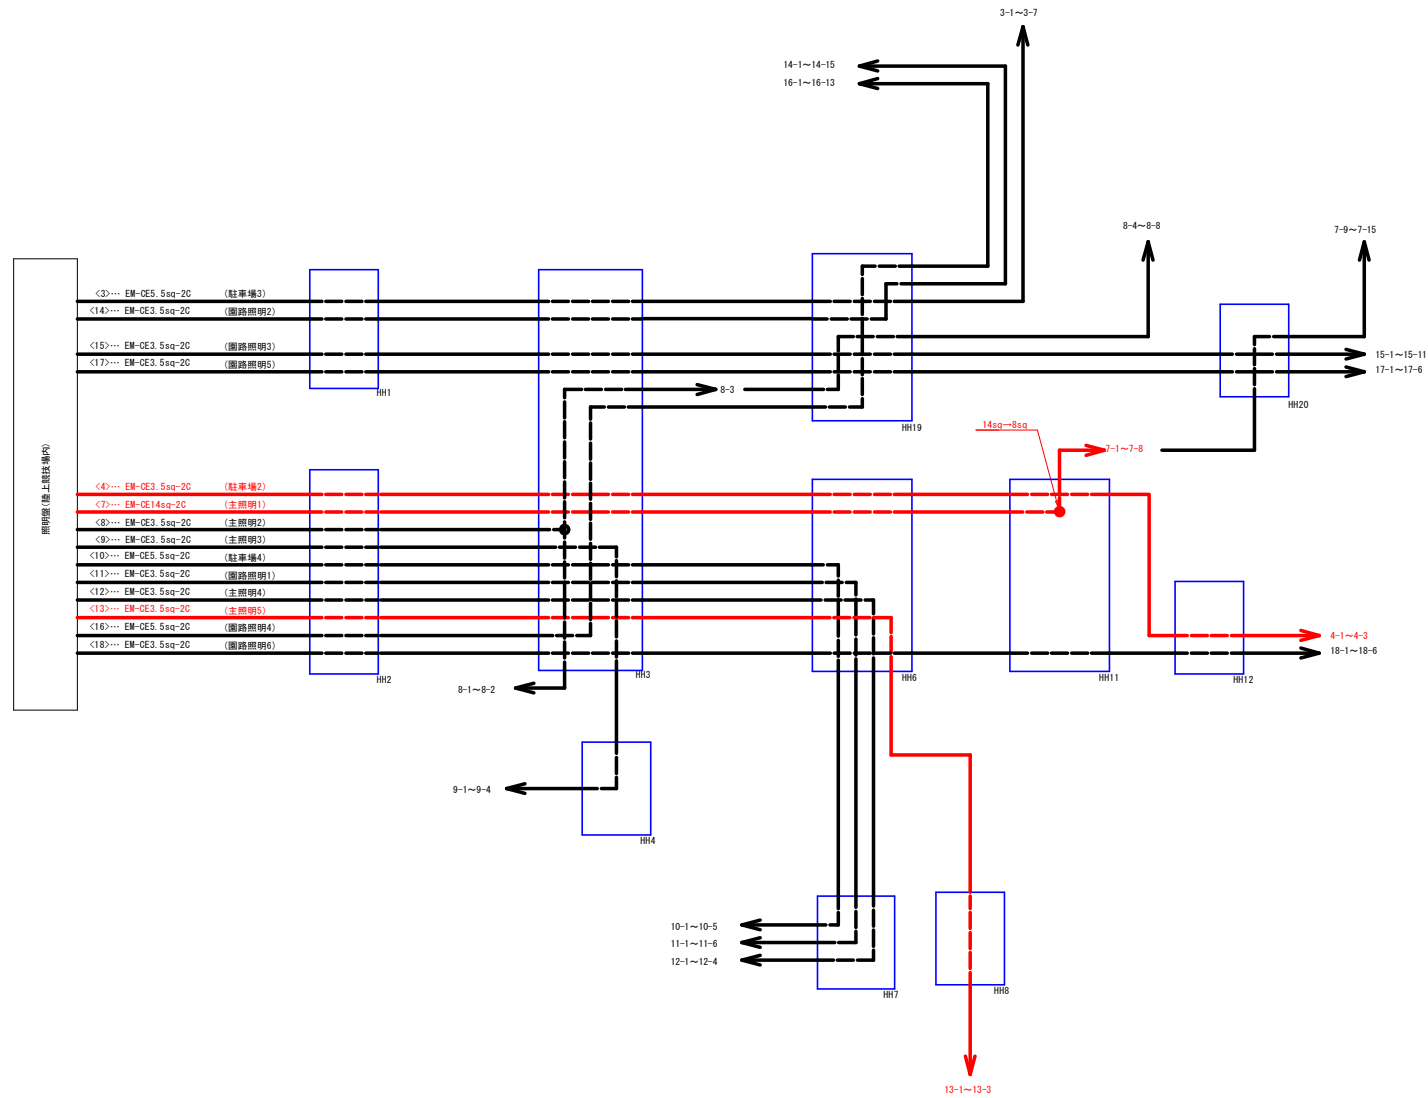 3-1～3-7
14-1～14-15
16-1～16-13
8-4～8-8
7-9～7-15
照明盤(陸上競技場内)
<3>… EM-CE5.5sq-2C (駐車場3)
<14>… EM-CE3.5sq-2C (園路照明2)
<15>… EM-CE3.5sq-2C (園路照明3)
<17>… EM-CE3.5sq-2C (園路照明5)
HH1
8-3
HH19
15-1～15-11
17-1～17-6
HH20
14sq→8sq
7-1～7-8
<4>… EM-CE3.5sq-2C (駐車場2)
<7>… EM-CE14sq-2C (主照明1)
<8>… EM-CE3.5sq-2C (主照明2)
<9>… EM-CE3.5sq-2C (主照明3)
<10>… EM-CE5.5sq-2C (駐車場4)
<11>… EM-CE3.5sq-2C (園路照明1)
<12>… EM-CE3.5sq-2C (主照明4)
<13>… EM-CE3.5sq-2C (主照明5)
<16>… EM-CE5.5sq-2C (園路照明4)
<18>… EM-CE3.5sq-2C (園路照明6)
4-1～4-3
18-1～18-6
HH2
HH3
HH6
HH11
HH12
8-1～8-2
9-1～9-4
HH4
10-1～10-5
11-1～11-6
12-1～12-4
HH7
HH8
13-1～13-3